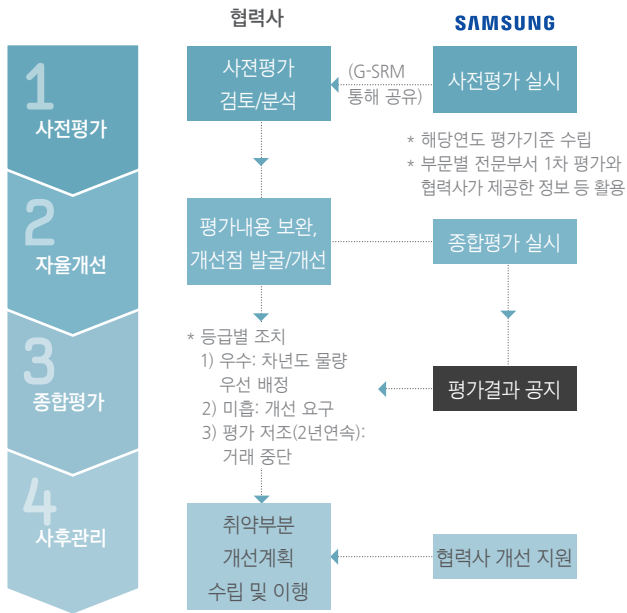 협력사
SAMSUNG
1
사전평가
사젼평가
검토/분석
(G-SRM
통해 공유)
사전평가 실시
* 해당연도 평가기준 수립
* 부문별 전문부서 1차 평가와
협력사가 제공한 정보 등 활용
2
자율개선
평가내용 보완,
개선점 발굴/개선
종합평가 실시
3
종합평가
* 등급별 조치
1) 우수: 차년도 물량
우선 배정
2) 미흡: 개선 요구
3) 평가 저조(2년연속):
거래 중단
평가결과 공지
4
사후관리
취약부분
개선계획
수립 및 이행
협력사 개선 지원